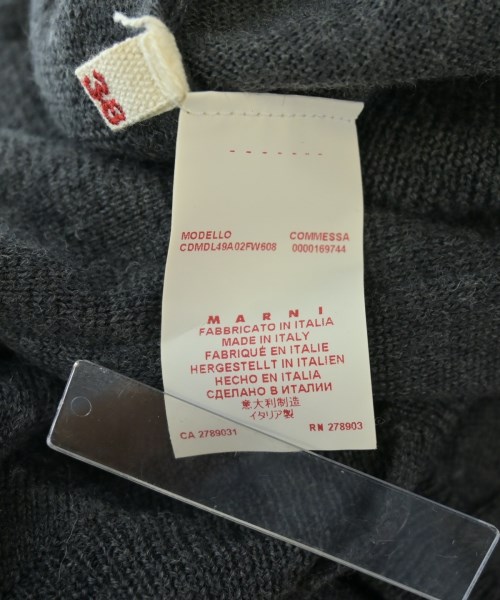 38
- - - - - - -
MODELLO COMMESSA
CDMDL49A02FW608 0000169744
MARNI
FABBRICATO IN ITALIA
MADE IN ITALY
FABRIQUÉ EN ITALIE
HERGESTELLT IN ITALIEN
HECHO EN ITALIA
СДЕЛАНО В ИТАЛИИ
意大利制造
イタリア製
CA 2789031 RN 278903